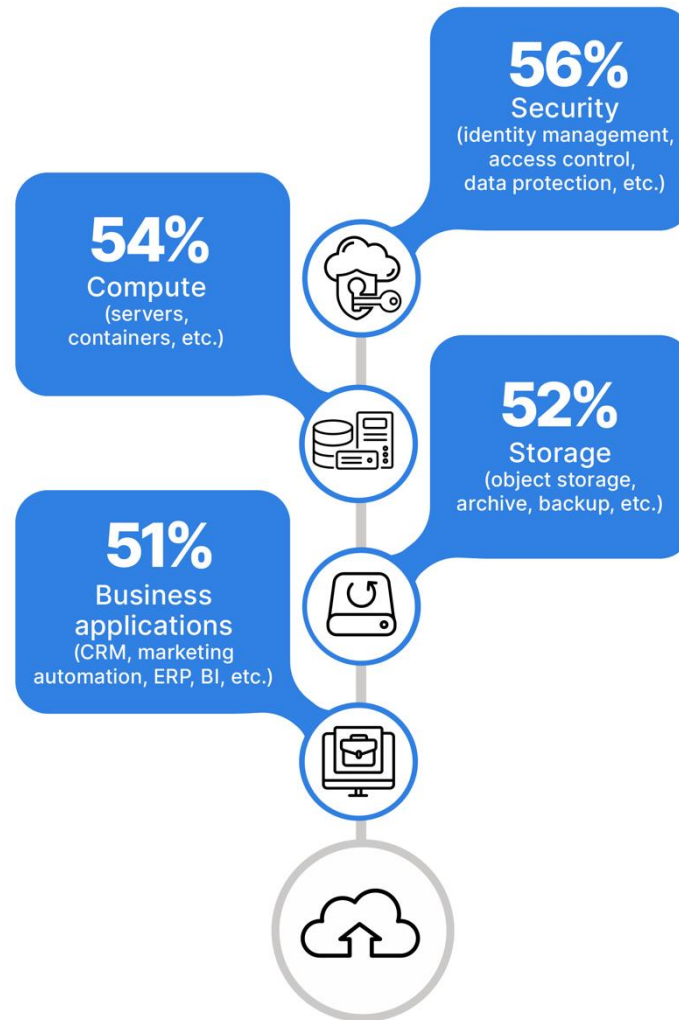 56%
Security
(identity management,
access control,
data protection, etc.)
54%
Compute
(servers,
containers, etc.)
52%
Storage
(object storage,
archive, backup, etc.)
51%
Business
applications
(CRM, marketing
automation, ERP, BI, etc.)